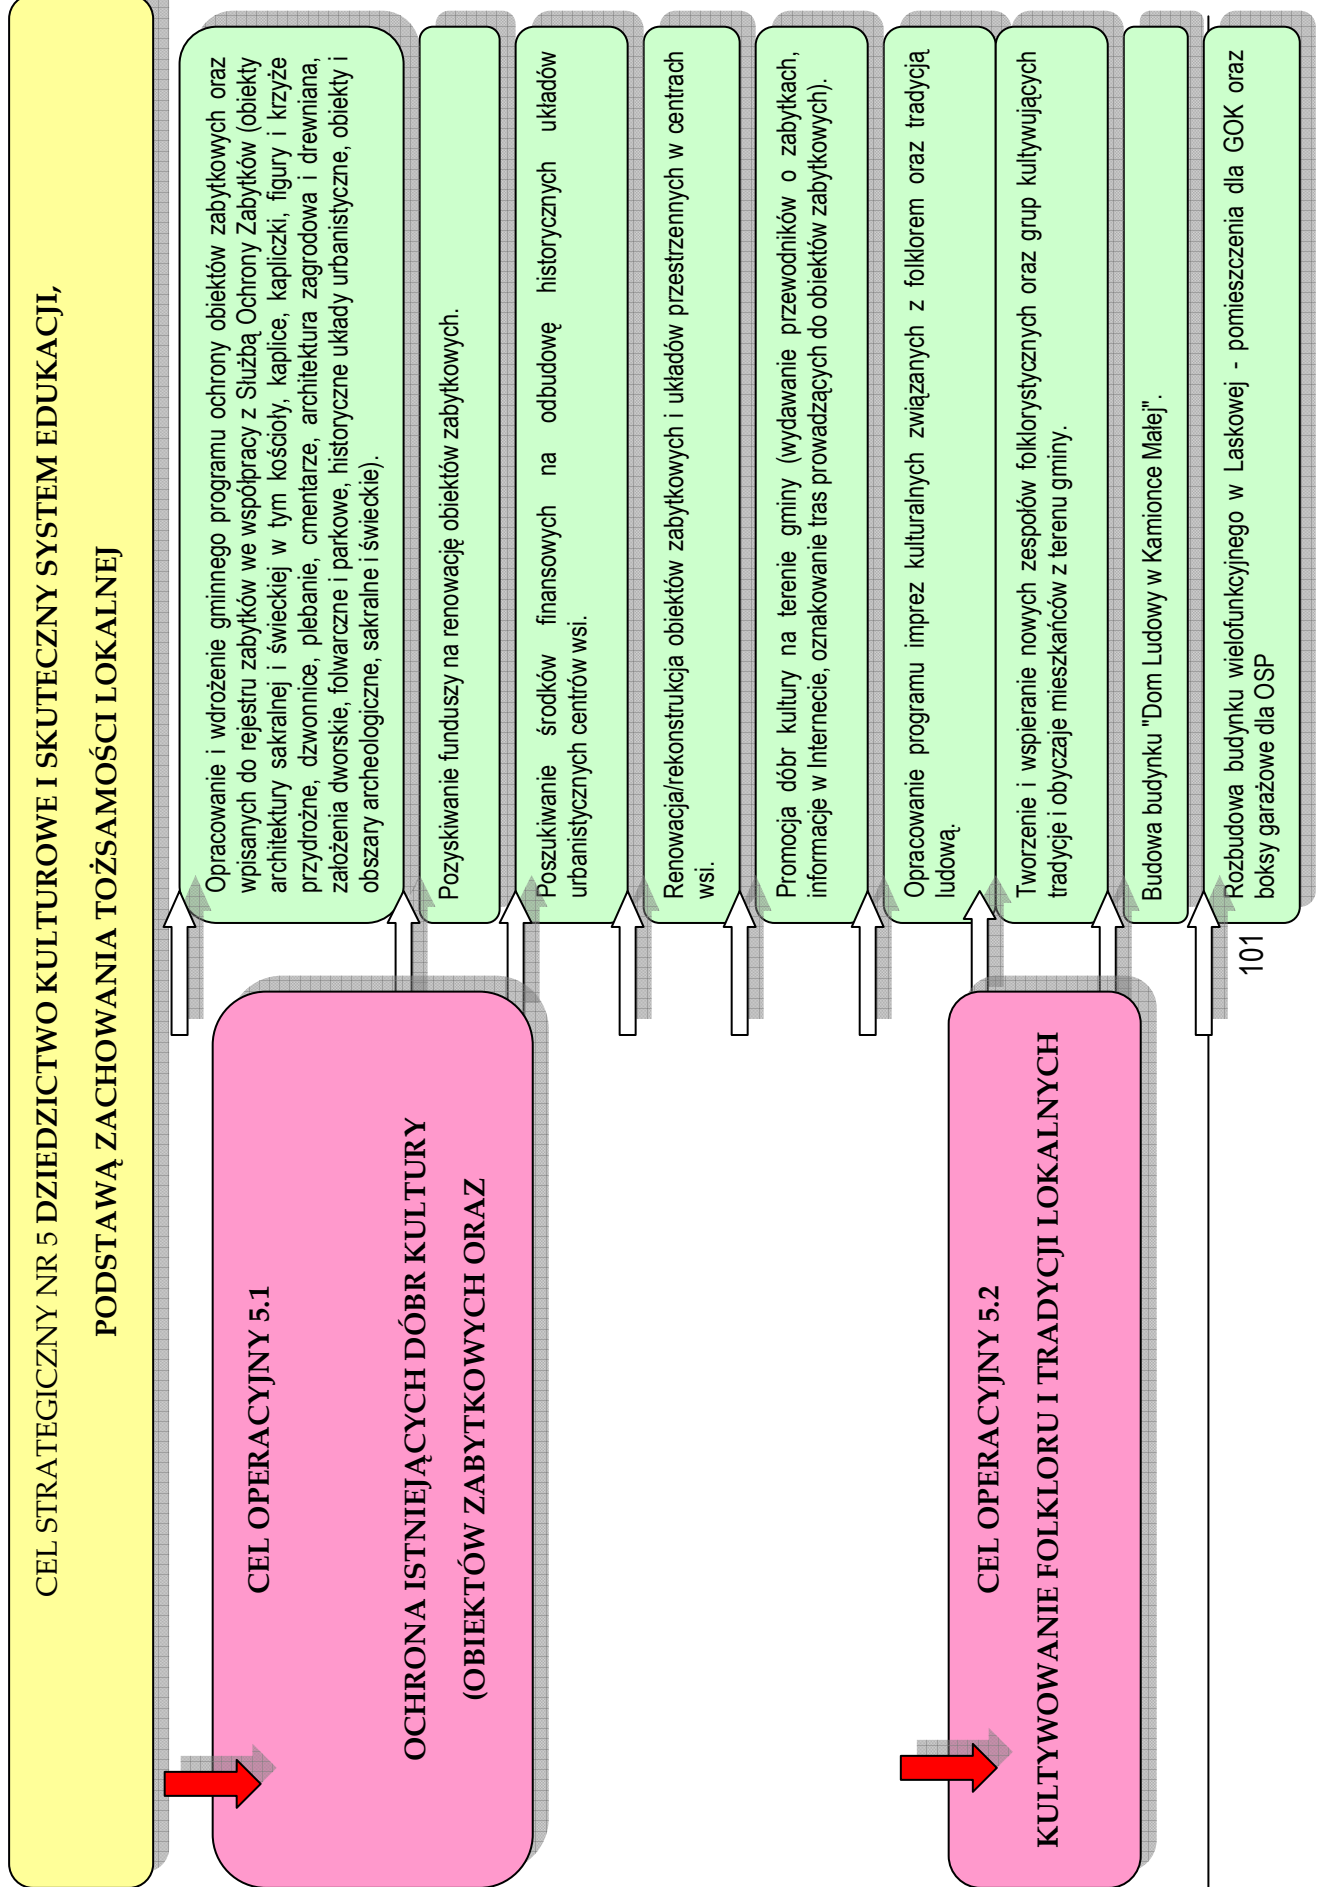 CEL STRATEGICZNY NR 5 DZIEDZICTWO KULTUROWE I SKUTECZNY SYSTEM EDUKACJI,
PODSTAWĄ ZACHOWANIA TOŻSAMOŚCI LOKALNEJ
CEL OPERACYJNY 5.1
OCHRONA ISTNIEJĄCYCH DÓBR KULTURY
(OBIEKTÓW ZABYTKOWYCH ORAZ
Opracowanie i wdrożenie gminnego programu ochrony obiektów zabytkowych oraz
wpisanych do rejestru zabytków we współpracy z Służbą Ochrony Zabytków (obiekty
architektury sakralnej i świeckiej w tym kościoły, kaplice, kapliczki, figury i krzyże
przydrożne, dzwonnice, plebanie, cmentarze, architektura zagrodowa i drewniana,
założenia dworskie, folwarczne i parkowe, historyczne układy urbanistyczne, obiekty i
obszary archeologiczne, sakralne i świeckie).
Pozyskiwanie funduszy na renowację obiektów zabytkowych.
Poszukiwanie środków finansowych na odbudowę historycznych układów
urbanistycznych centrów wsi.
Renowacja/rekonstrukcja obiektów zabytkowych i układów przestrzennych w centrach
wsi.
Promocja dóbr kultury na terenie gminy (wydawanie przewodników o zabytkach,
informacje w Internecie, oznakowanie tras prowadzących do obiektów zabytkowych).
CEL OPERACYJNY 5.2
KULTYWOWANIE FOLKLORU I TRADYCJI LOKALNYCH
Opracowanie programu imprez kulturalnych związanych z folklorem oraz tradycją
ludową.
Tworzenie i wspieranie nowych zespołów folklorystycznych oraz grup kultywujących
tradycje i obyczaje mieszkańców z terenu gminy.
Budowa budynku "Dom Ludowy w Kamionce Małej".
Rozbudowa budynku wielofunkcyjnego w Laskowej - pomieszczenia dla GOK oraz
boksy garażowe dla OSP
101